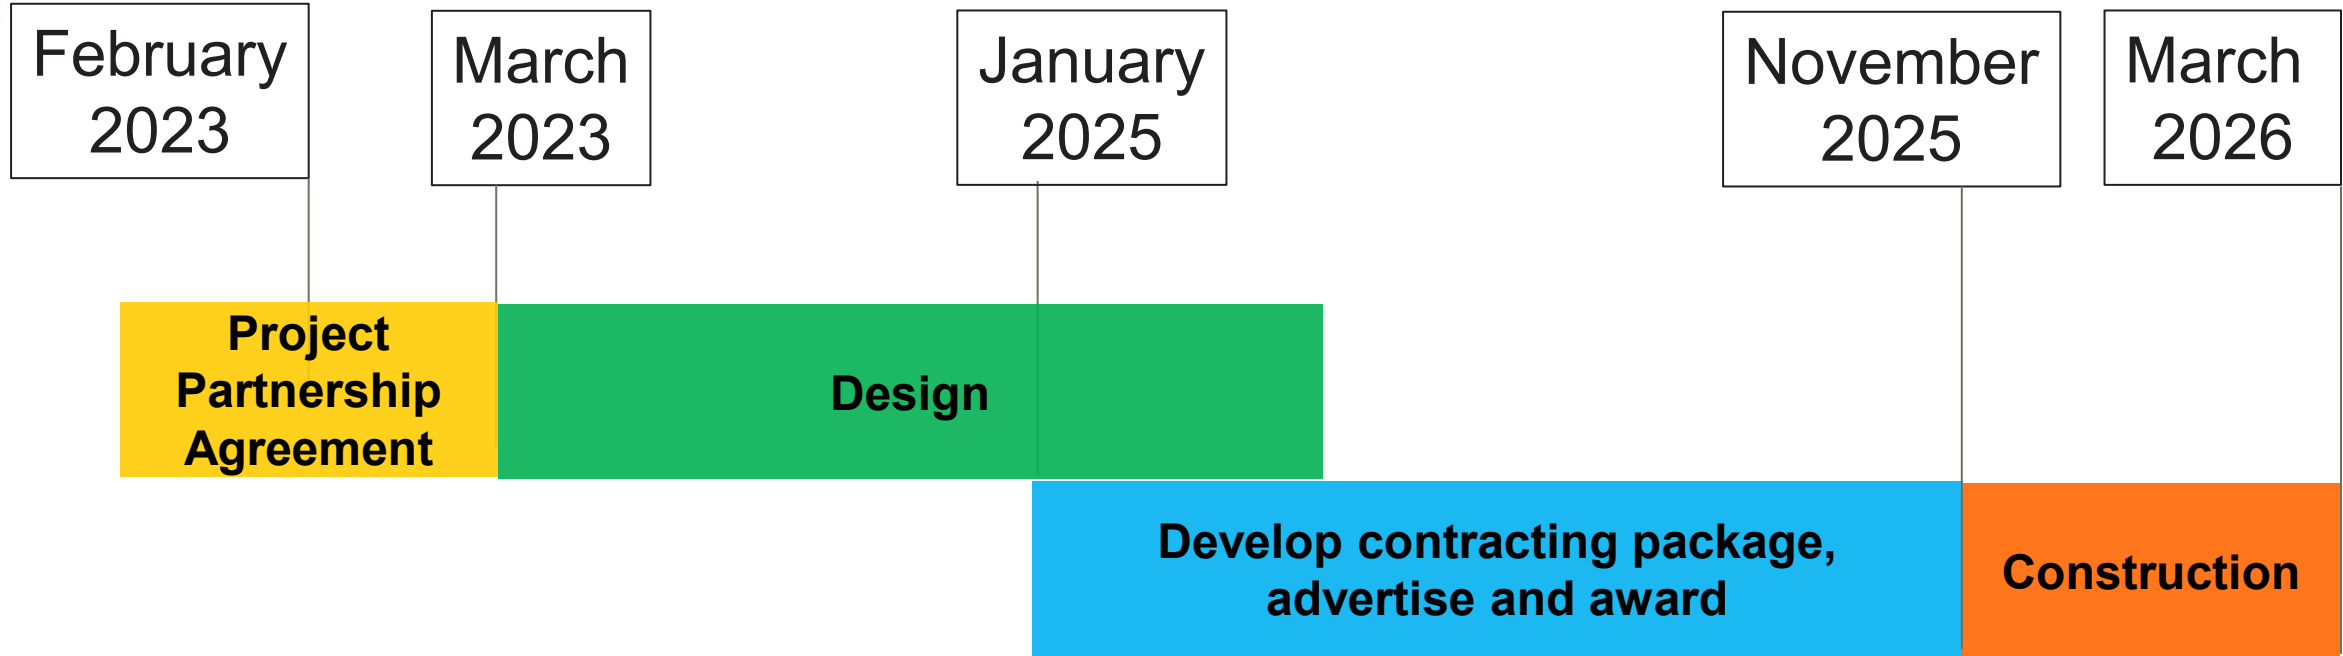 February
2023
March
2023
January
2025
November
2025
March
2026
Project
Partnership
Agreement
Design
Develop contracting package,
advertise and award
Construction